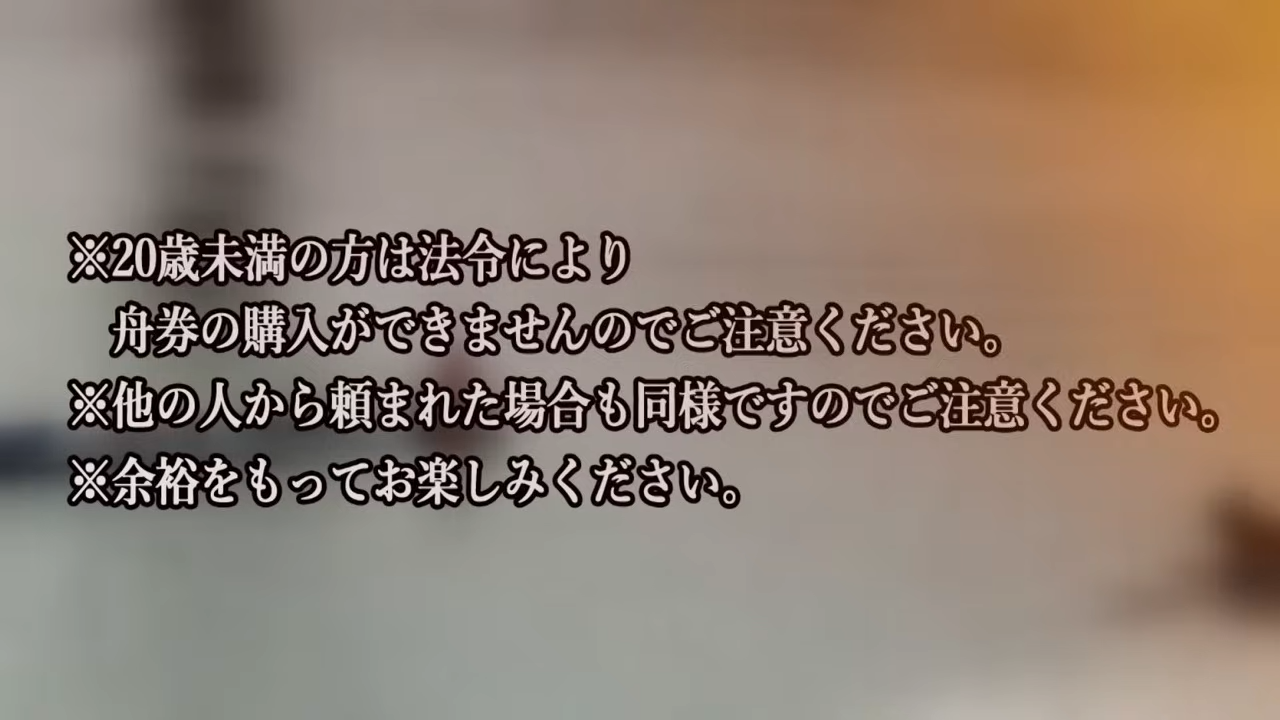 ※20歳未満の方は法令により
舟券の購入ができませんのでご注意ください。
※他の人から頼まれた場合も同様ですのでご注意ください。
※余裕をもってお楽しみください。